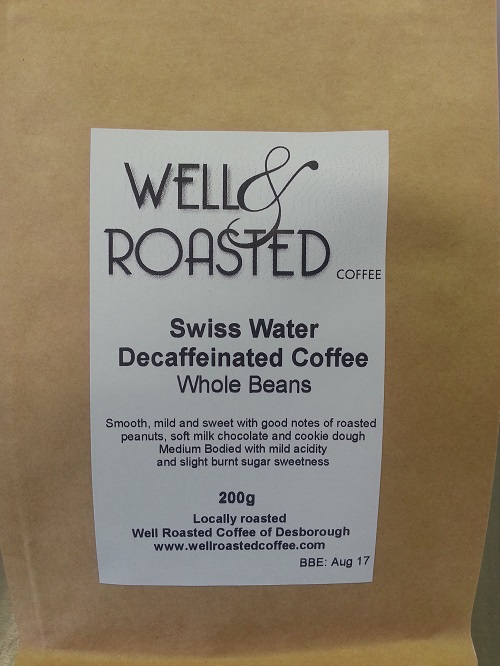 WELL &
ROASTED
COFFEE
Swiss Water
Decaffeinated Coffee
Whole Beans
Smooth, mild and sweet with good notes of roasted
peanuts, soft milk chocolate and cookie dough
Medium Bodied with mild acidity
and slight burnt sugar sweetness
200g
Locally roasted
Well Roasted Coffee of Desborough
www.wellroastedcoffee.com
BBE: Aug 17